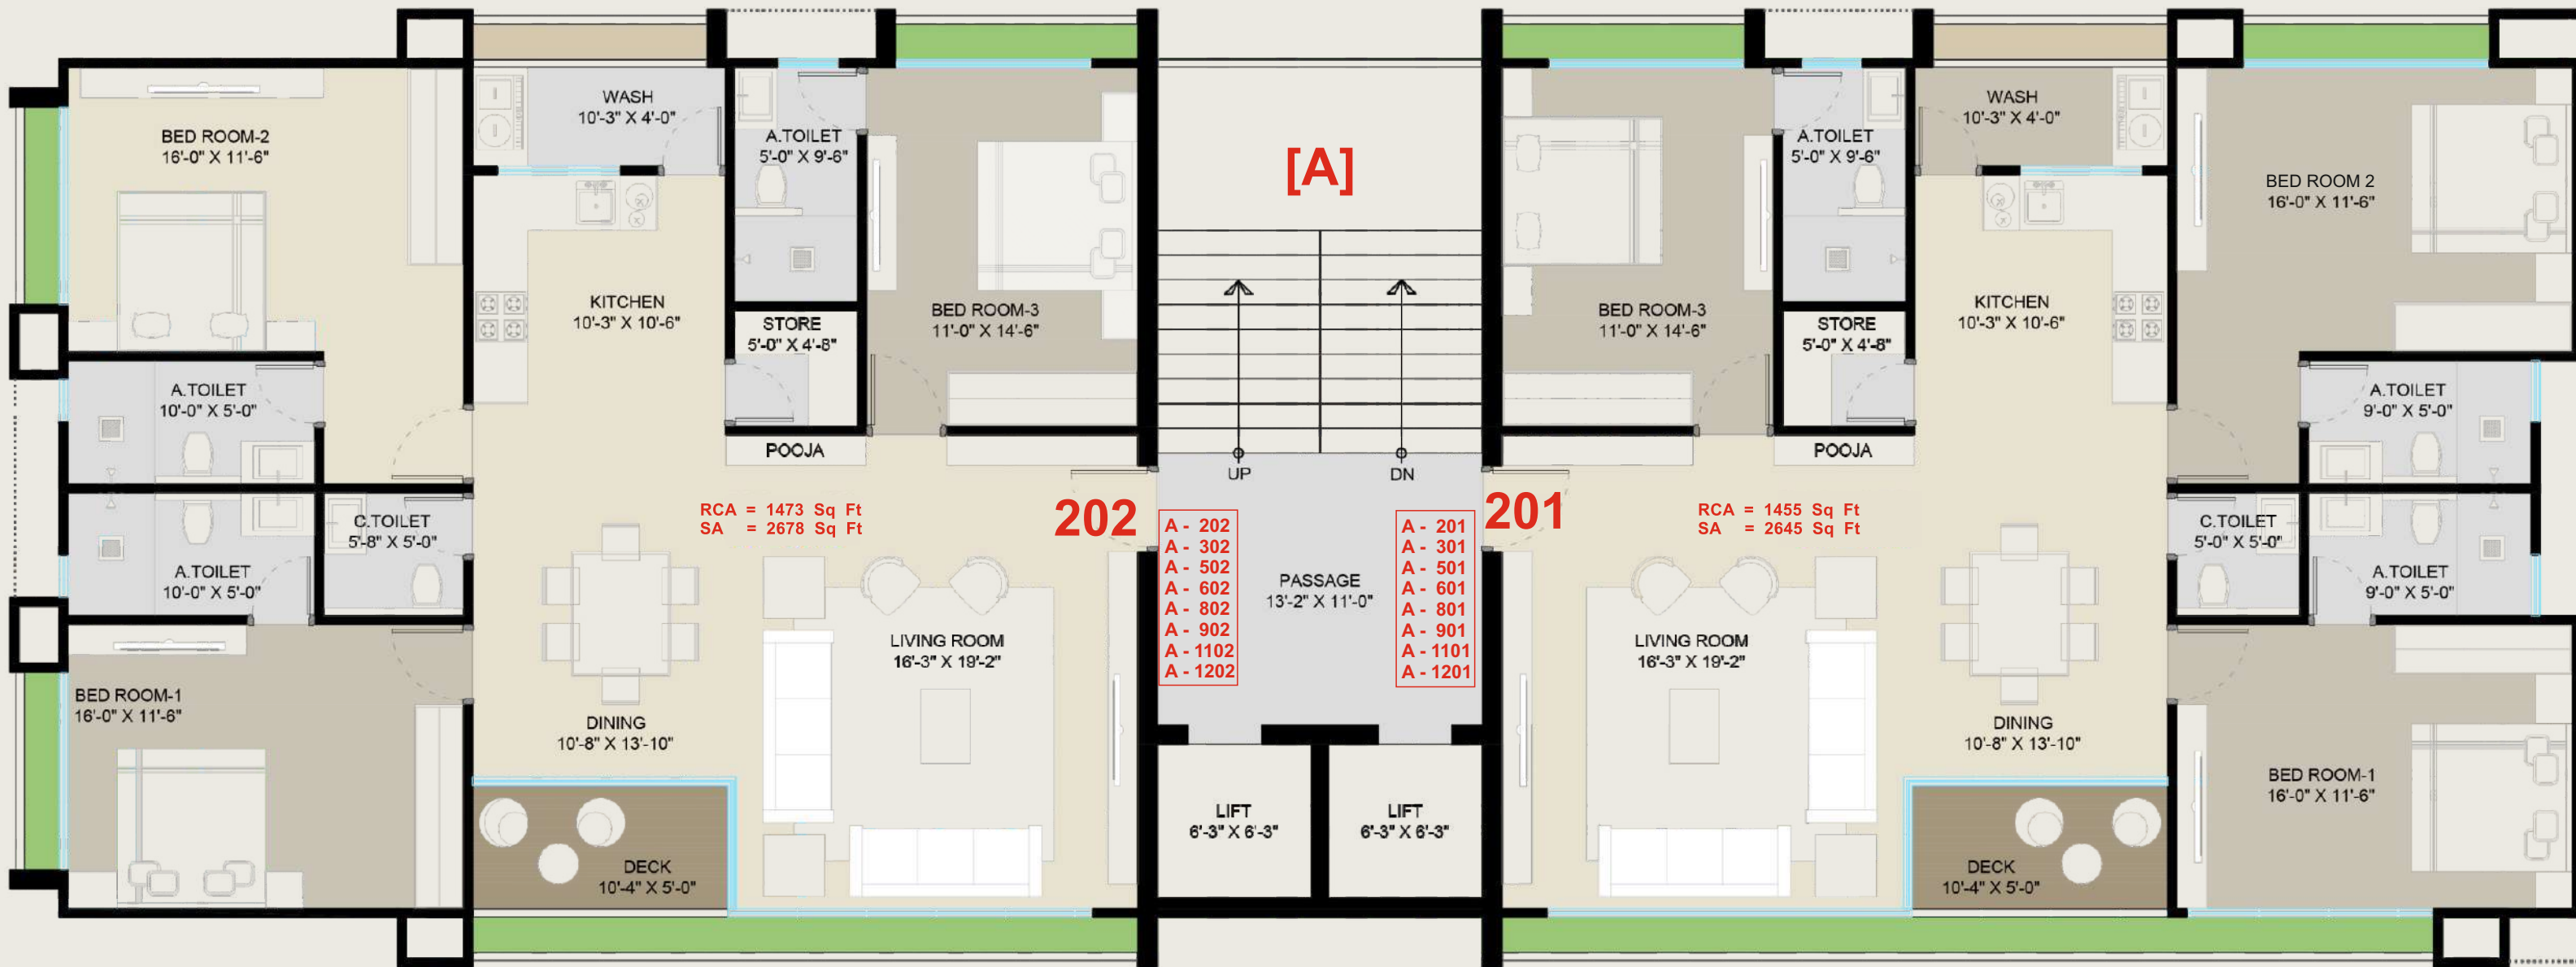 BED ROOM-2
16'-0" X 11'-6"
WASH
10'-3" X 4'-0"
A.TOILET
5'-0" X 9'-6"
KITCHEN
10'-3" X 10'-6"
STORE
5'-0" X 4'-8"
BED ROOM-3
11'-0" X 14'-6"
A.TOILET
10'-0" X 5'-0"
POOJA
RCA = 1473 Sq Ft
SA = 2678 Sq Ft
202
C.TOILET
5'-8" X 5'-0"
A.TOILET
10'-0" X 5'-0"
BED ROOM-1
16'-0" X 11'-6"
DINING
10'-8" X 13'-10"
LIVING ROOM
16'-3" X 19'-2"
DECK
10'-4" X 5'-0"
[A]
UP
DN
A - 202
A - 302
A - 502
A - 602
A - 802
A - 902
A - 1102
A - 1202
PASSAGE
13'-2" X 11'-0"
A - 201
A - 301
A - 501
A - 601
A - 801
A - 901
A - 1101
A - 1201
LIFT
6'-3" X 6'-3"
LIFT
6'-3" X 6'-3"
201
BED ROOM-3
11'-0" X 14'-6"
A.TOILET
5'-0" X 9'-6"
WASH
10'-3" X 4'-0"
BED ROOM 2
16'-0" X 11'-6"
STORE
5'-0" X 4'-8"
KITCHEN
10'-3" X 10'-6"
POOJA
A.TOILET
9'-0" X 5'-0"
RCA = 1455 Sq Ft
SA = 2645 Sq Ft
C.TOILET
5'-0" X 5'-0"
A.TOILET
9'-0" X 5'-0"
LIVING ROOM
16'-3" X 19'-2"
DINING
10'-8" X 13'-10"
BED ROOM-1
16'-0" X 11'-6"
DECK
10'-4" X 5'-0"